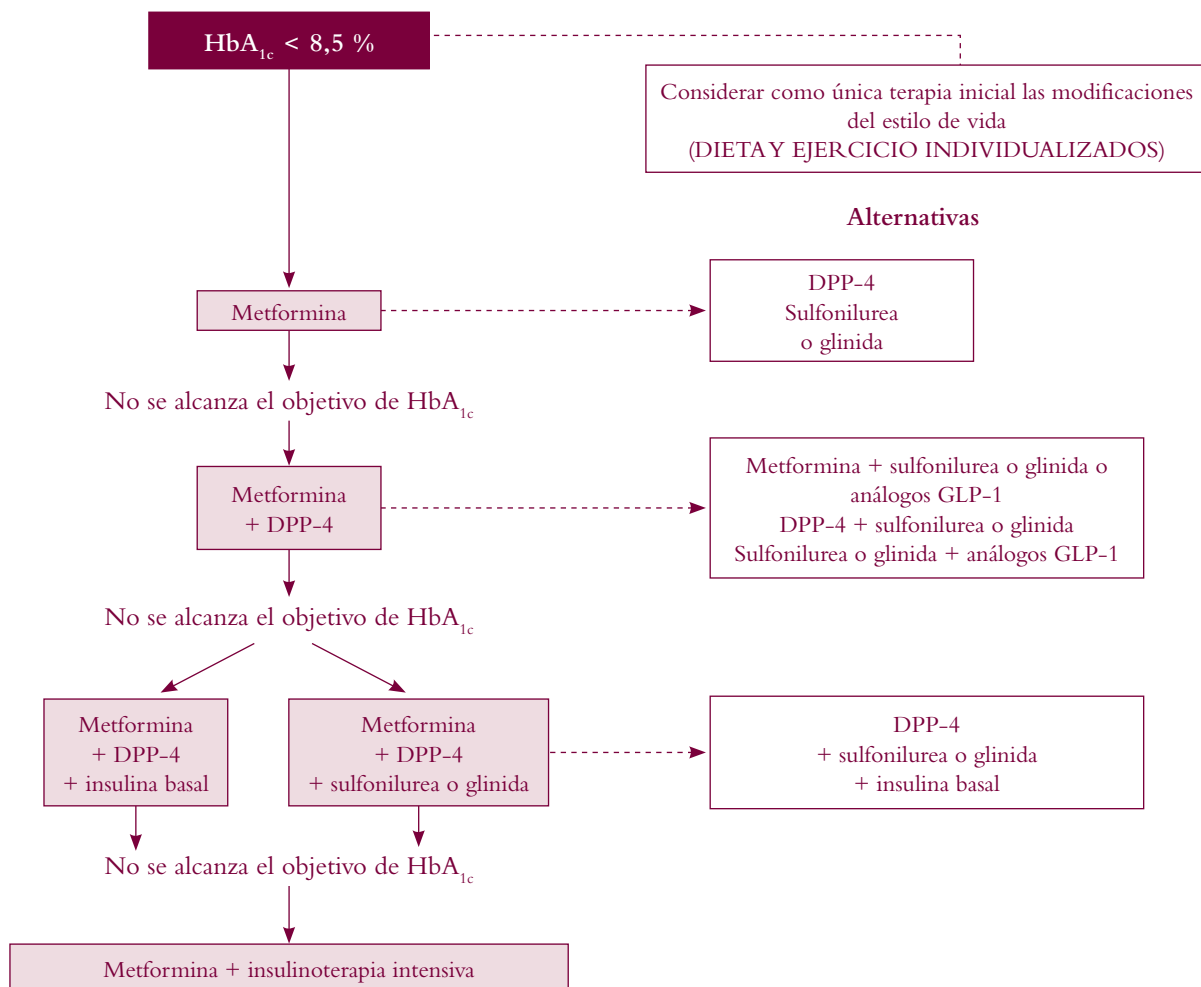 HbA1c < 8,5 %
Considerar como única terapia inicial las modificaciones
del estilo de vida
(DIETA Y EJERCICIO INDIVIDUALIZADOS)
Alternativas
Metformina
DPP-4
Sulfonilurea
o glinida
No se alcanza el objetivo de HbA1c
Metformina
+ DPP-4
Metformina + sulfonilurea o glinida o
análogos GLP-1
DPP-4 + sulfonilurea o glinida
Sulfonilurea o glinida + análogos GLP-1
No se alcanza el objetivo de HbA1c
Metformina
+ DPP-4
+ insulina basal
Metformina
+ DPP-4
+ sulfonilurea o glinida
DPP-4
+ sulfonilurea o glinida
+ insulina basal
No se alcanza el objetivo de HbA1c
Metformina + insulinoterapia intensiva